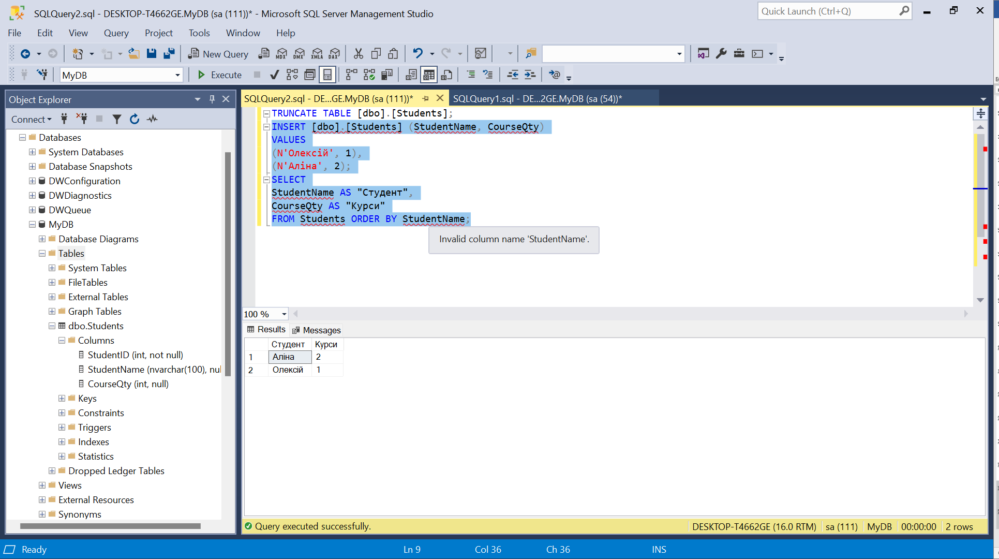 SQLQuery2.sql - DESKTOP-T4662GE.MyDB (sa (111))* - Microsoft SQL Server Management Studio
Quick Launch (Ctrl+Q)
File Edit View Query Project Tools Window Help
New Query MDX DMX XMLA DAX
MyDB Execute
Object Explorer
SQLQuery2.sql - DE...GE.MyDB (sa (111))* SQLQuery1.sql - DE...2GE.MyDB (sa (54))*
Connect
Databases
System Databases
Database Snapshots
DWConfiguration
DWDiagnostics
DWQueue
MyDB
Database Diagrams
Tables
System Tables
FileTables
External Tables
Graph Tables
dbo.Students
Columns
StudentID (int, not null)
StudentName (nvarchar(100), nul
CourseQty (int, null)
Keys
Constraints
Triggers
Indexes
Statistics
Dropped Ledger Tables
Views
External Resources
Synonyms
TRUNCATE TABLE [dbo].[Students];
INSERT [dbo].[Students] (StudentName, CourseQty)
VALUES
(N'Олексій', 1),
(N'Аліна', 2);
SELECT
StudentName AS "Студент",
CourseQty AS "Курси"
FROM Students ORDER BY StudentName;
Invalid column name 'StudentName'.
100 %
Results Messages
Студент Курси
1 Аліна 2
2 Олексій 1
Query executed successfully. DESKTOP-T4662GE (16.0 RTM) sa (111) MyDB 00:00:00 2 rows
Ready Ln 9 Col 36 Ch 36 INS